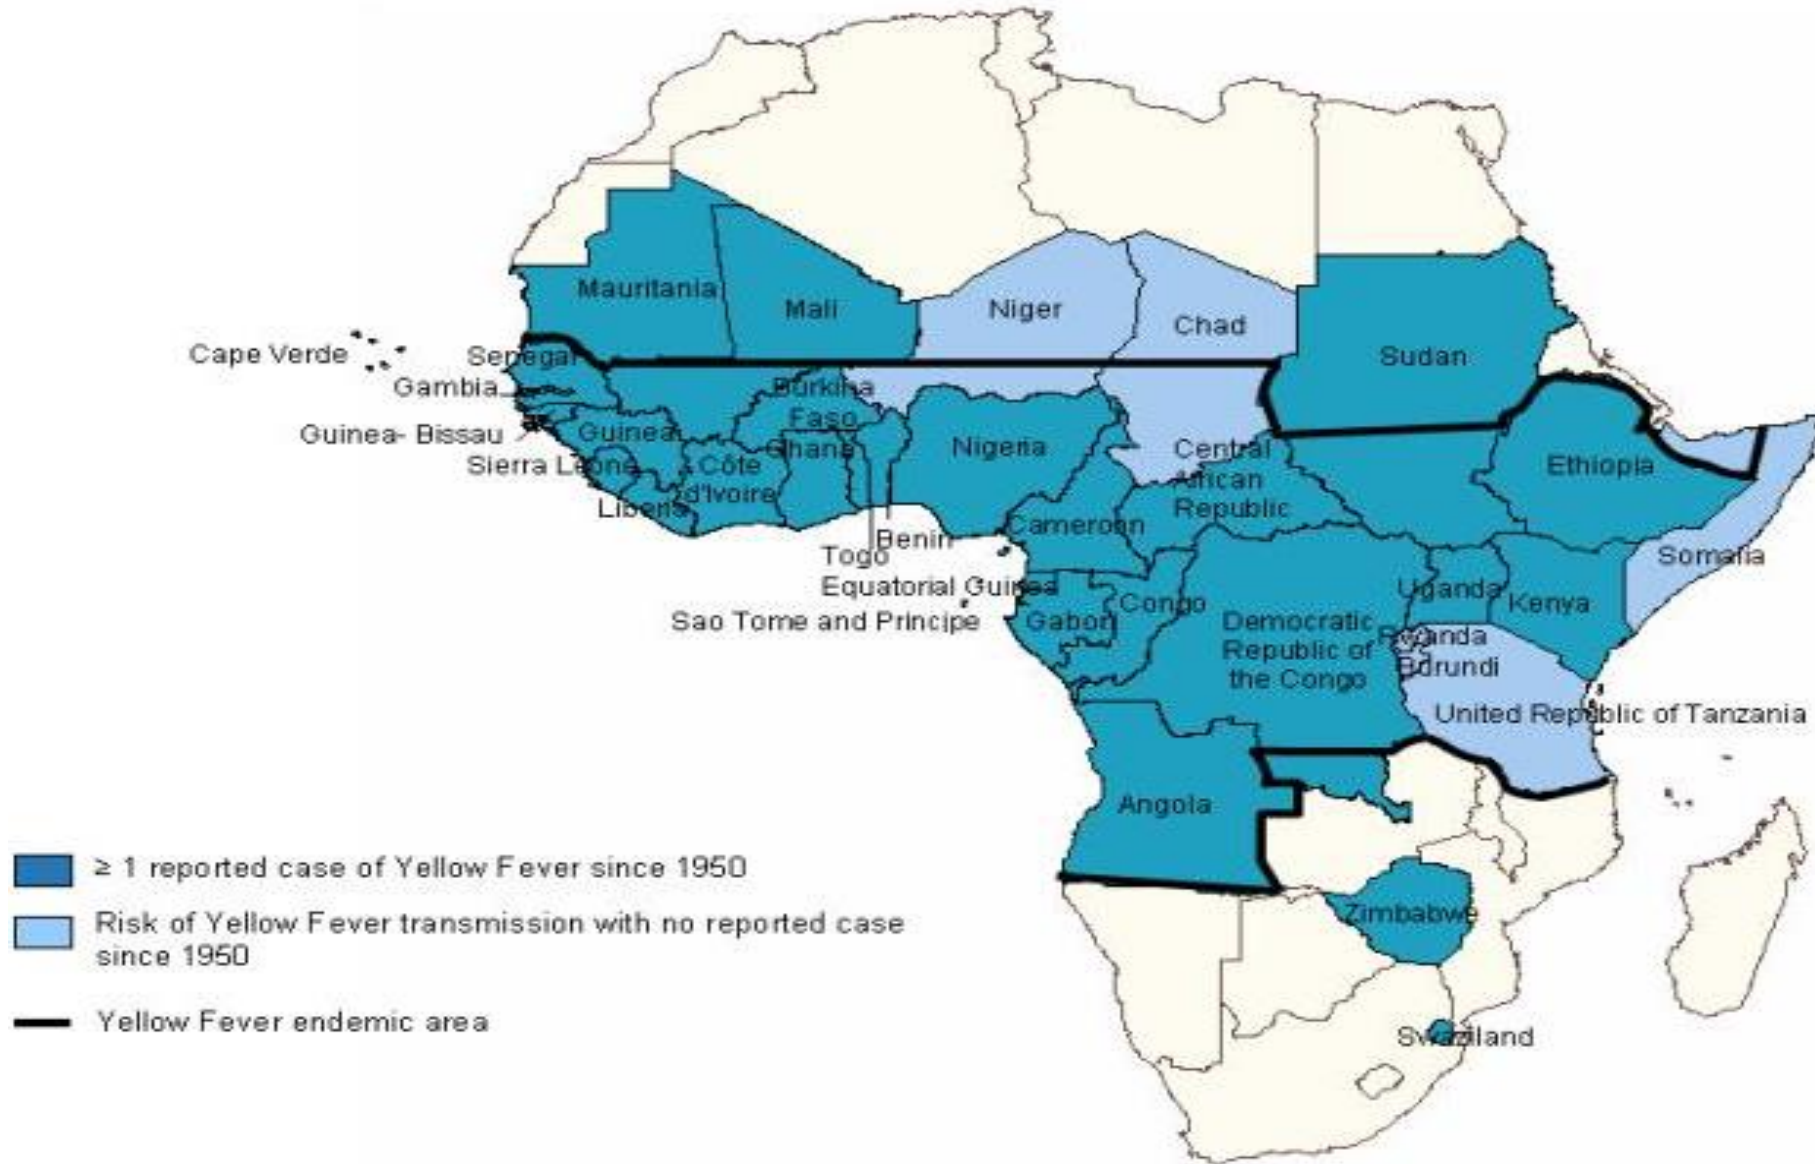 Mauritania
Mali
Niger
Chad
Sudan
Cape Verde
Senegal
Gambia
Guinea- Bissau
Guinea
Sierra Leone
Liberia
Côte
d'Ivoire
Burkina
Faso
Ghana
Togo
Benin
Nigeria
Cameroon
Central
African
Republic
Ethiopia
Somalia
Equatorial Guinea
Sao Tome and Principe
Gabon
Congo
Democratic
Republic of
the Congo
Uganda
Kenya
Rwanda
Burundi
United Republic of Tanzania
Angola
Zimbabwe
Swaziland
≥ 1 reported case of Yellow Fever since 1950
Risk of Yellow Fever transmission with no reported case
since 1950
Yellow Fever endemic area